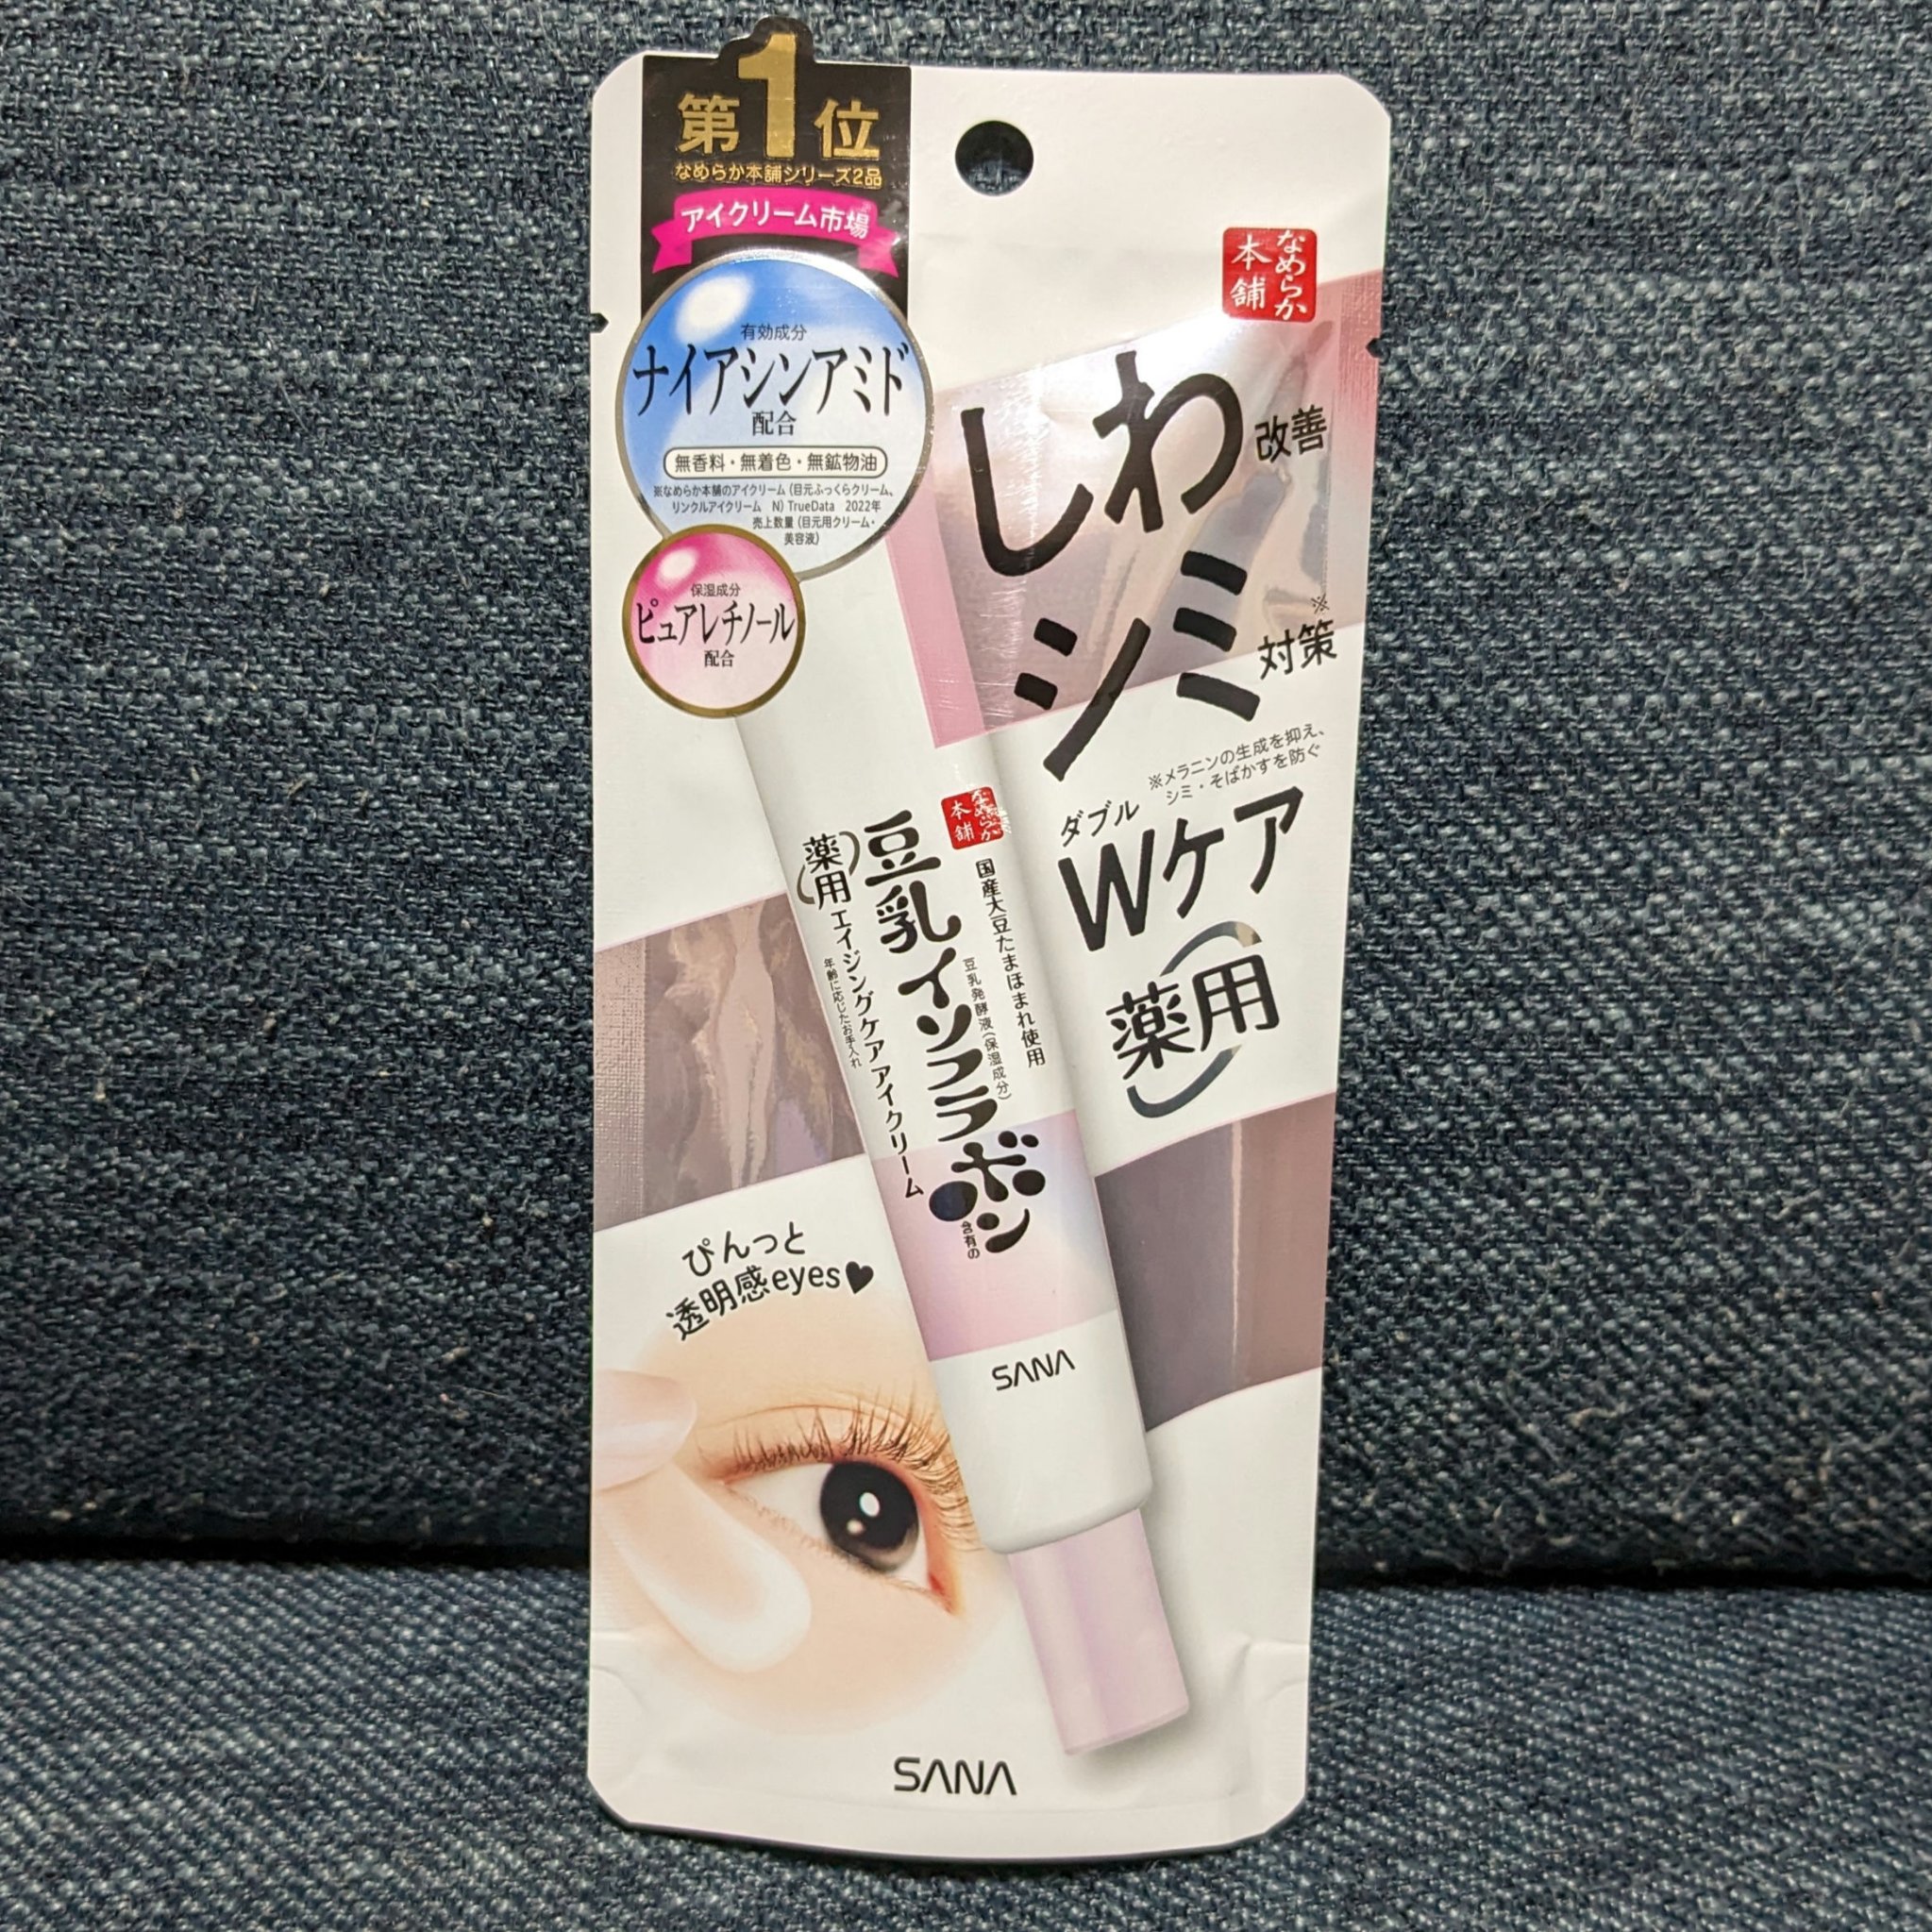 第1位
なめらか本舗シリーズ2品
アイクリーム市場
有効成分
ナイアシンアミド
配合
無香料・無着色・無鉱物油
※なめらか本舗のアイクリーム（目元ふっくらクリーム、
リンクルアイクリーム N）TrueData 2022年
売上数量（目元用クリーム・
美容液）
保湿成分
ピュアレチノール
配合
なめらか
本舗
しわ改善
シミ対策※
※メラニンの生成を抑え、
シミ・そばかすを防ぐ
ダブル
Wケア
薬用
なめらか
本舗
国産大豆たまほまれ使用
豆乳発酵液（保湿成分）
豆乳イソフラボン
含有の
薬用エイジングケアアイクリーム
年齢に応じたお手入れ
SANA
ぴんっと
透明感eyes♥
SANA